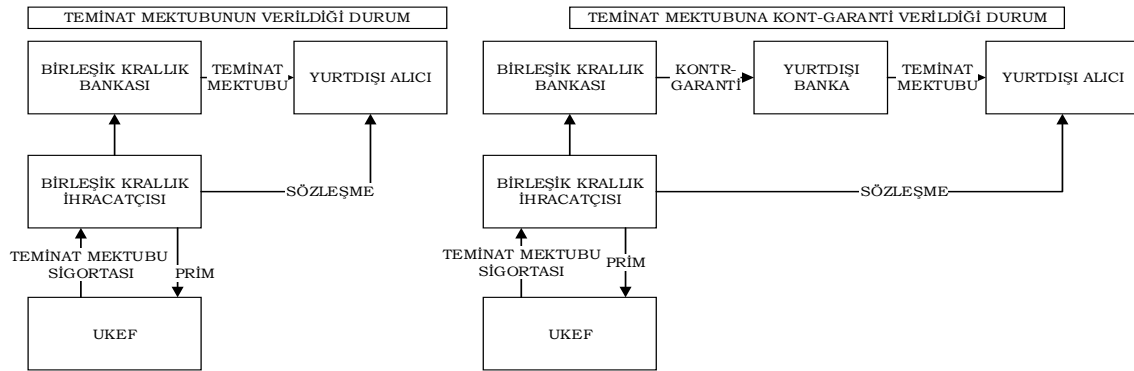 TEMİNAT MEKTUBUNUN VERİLDİĞİ DURUM
BİRLEŞİK KRALLIK
BANKASI
TEMİNAT
MEKTUBU
YURTDIŞI ALICI
BİRLEŞİK KRALLIK
İHRACATÇISI
SÖZLEŞME
TEMİNAT MEKTUBU
SİGORTASI
PRİM
UKEF
TEMİNAT MEKTUBUNA KONT-GARANTİ VERİLDİĞİ DURUM
BİRLEŞİK KRALLIK
BANKASI
KONTR-
GARANTİ
YURTDIŞI
BANKA
TEMİNAT
MEKTUBU
YURTDIŞI ALICI
BİRLEŞİK KRALLIK
İHRACATÇISI
SÖZLEŞME
TEMİNAT MEKTUBU
SİGORTASI
PRİM
UKEF